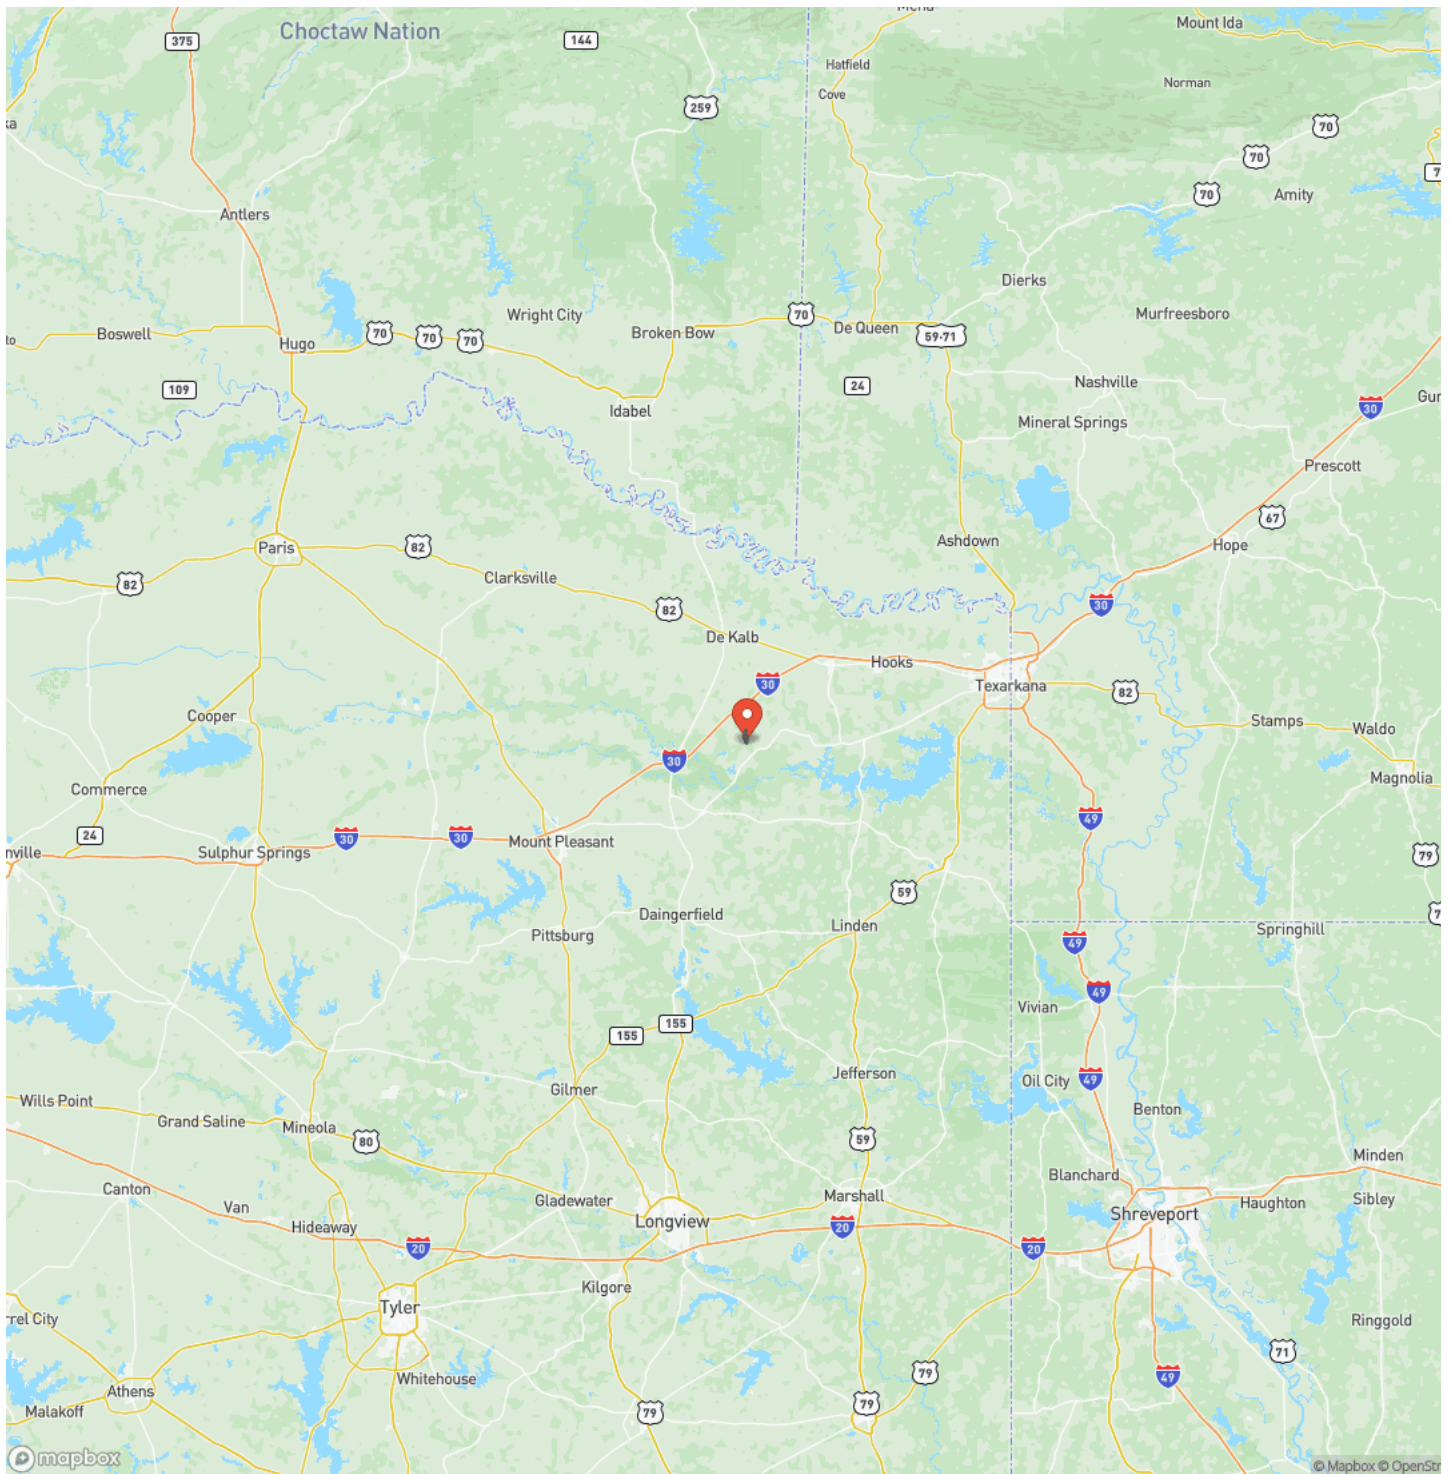 Mount Ida
Choctaw Nation
375
144
Hatfield
Norman
Cove
259
70
70
70
Amity
Antlers
Dierks
Murfreesboro
Wright City
70
Boswell
70
70
70
Broken Bow
De Queen
59-71
Hugo
109
24
Nashville
Idabel
30
Mineral Springs
Prescott
67
Paris
82
Ashdown
Hope
82
Clarksville
82
30
De Kalb
Hooks
30
Texarkana
82
Cooper
Stamps
Waldo
30
Commerce
Magnolia
49
24
30
30
Mount Pleasant
Sulphur Springs
nville
79
59
Daingerfield
Linden
Springhill
Pittsburg
49
49
Vivian
155
155
Jefferson
Oil City
49
Gilmer
Wills Point
Benton
Grand Saline
Mineola
80
59
Minden
Blanchard
Canton
Marshall
Gladewater
Haughton
Sibley
Van
Shreveport
Hideaway
Longview
20
20
20
Kilgore
Tyler
rrel City
Ringgold
71
Whitehouse
79
49
Athens
79
79
Malakoff
mapbox
© Mapbox © OpenStr